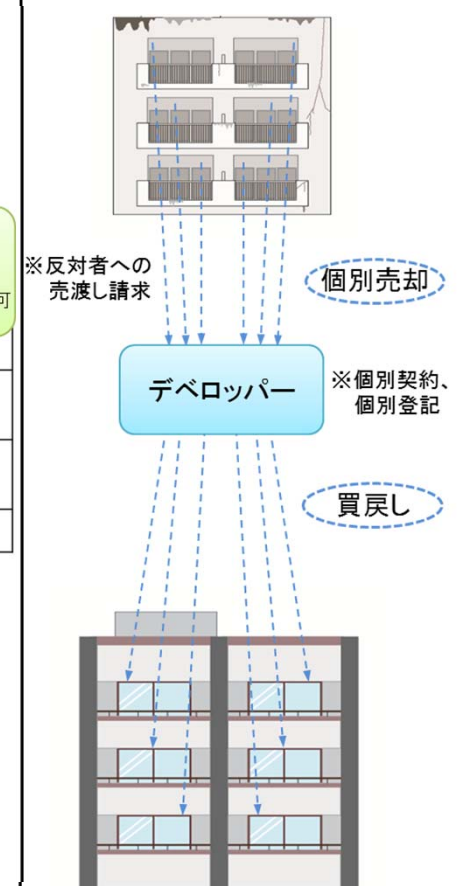 ※反対者への
売渡し請求
可
個別売却
デベロッパー
※個別契約、
個別登記
買戻し